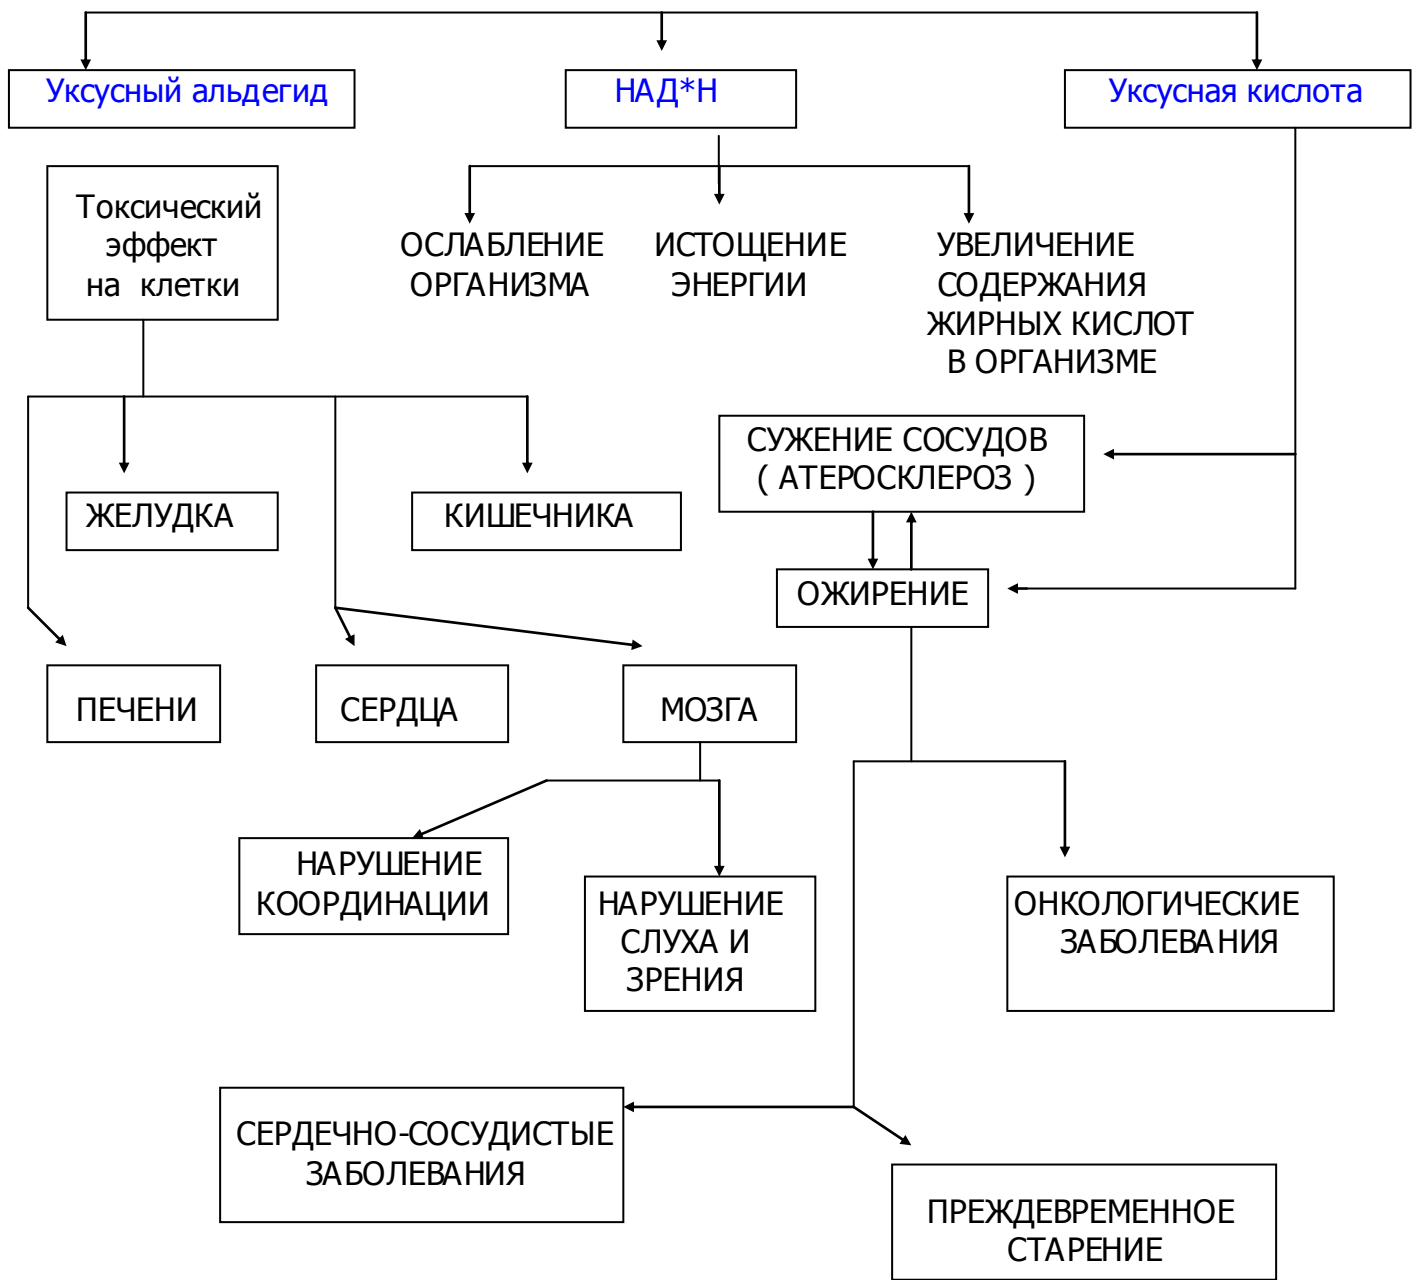 Уксусный альдегид
НАД*Н
Уксусная кислота
Токсический
эффект
на клетки
ОСЛАБЛЕНИЕ
ОРГАНИЗМА
ИСТОЩЕНИЕ
ЭНЕРГИИ
УВЕЛИЧЕНИЕ
СОДЕРЖАНИЯ
ЖИРНЫХ КИСЛОТ
В ОРГАНИЗМЕ
СУЖЕНИЕ СОСУДОВ
( АТЕРОСКЛЕРОЗ )
ЖЕЛУДКА
КИШЕЧНИКА
ОЖИРЕНИЕ
ПЕЧЕНИ
СЕРДЦА
МОЗГА
НАРУШЕНИЕ
КООРДИНАЦИИ
НАРУШЕНИЕ
СЛУХА И
ЗРЕНИЯ
ОНКОЛОГИЧЕСКИЕ
ЗАБОЛЕВАНИЯ
СЕРДЕЧНО-СОСУДИСТЫЕ
ЗАБОЛЕВАНИЯ
ПРЕЖДЕВРЕМЕННОЕ
СТАРЕНИЕ